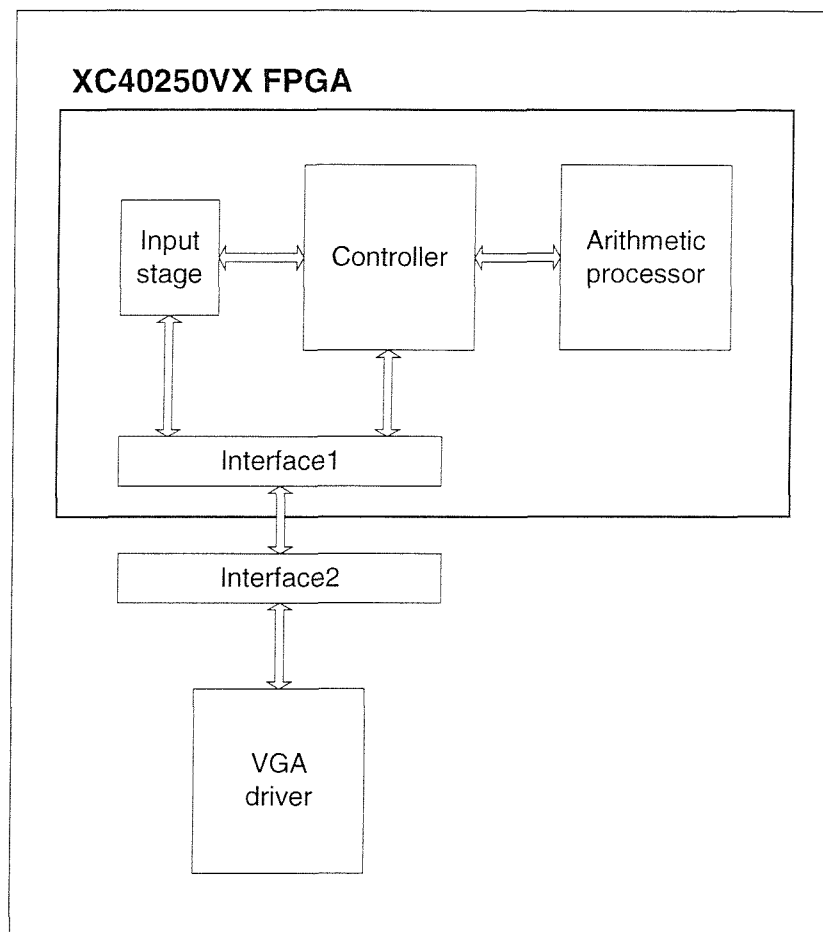 XC40250VX FPGA
Input
stage
Controller
Arithmetic
processor
Interface1
Interface2
VGA
driver